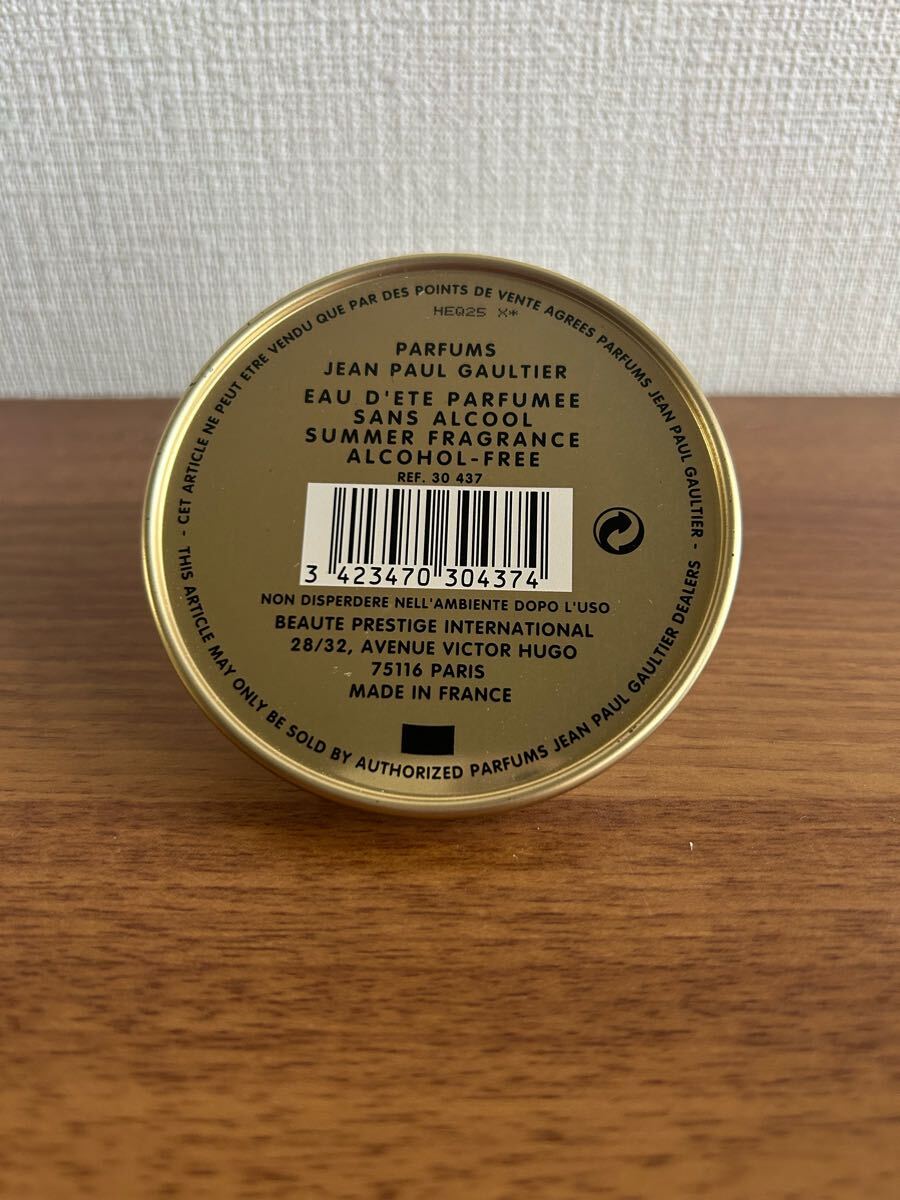 - CET ARTICLE NE PEUT ETRE VENDU QUE PAR DES POINTS DE VENTE AGREES PARFUMS JEAN PAUL GAULTIER -
HEQ25 X*
PARFUMS
JEAN PAUL GAULTIER
EAU D'ETE PARFUMEE
SANS ALCOOL
SUMMER FRAGRANCE
ALCOHOL-FREE
REF. 30 437
3 423470 304374
NON DISPERDERE NELL'AMBIENTE DOPO L'USO
BEAUTE PRESTIGE INTERNATIONAL
28/32, AVENUE VICTOR HUGO
75116 PARIS
MADE IN FRANCE
THIS ARTICLE MAY ONLY BE SOLD BY AUTHORIZED PARFUMS JEAN PAUL GAULTIER DEALERS